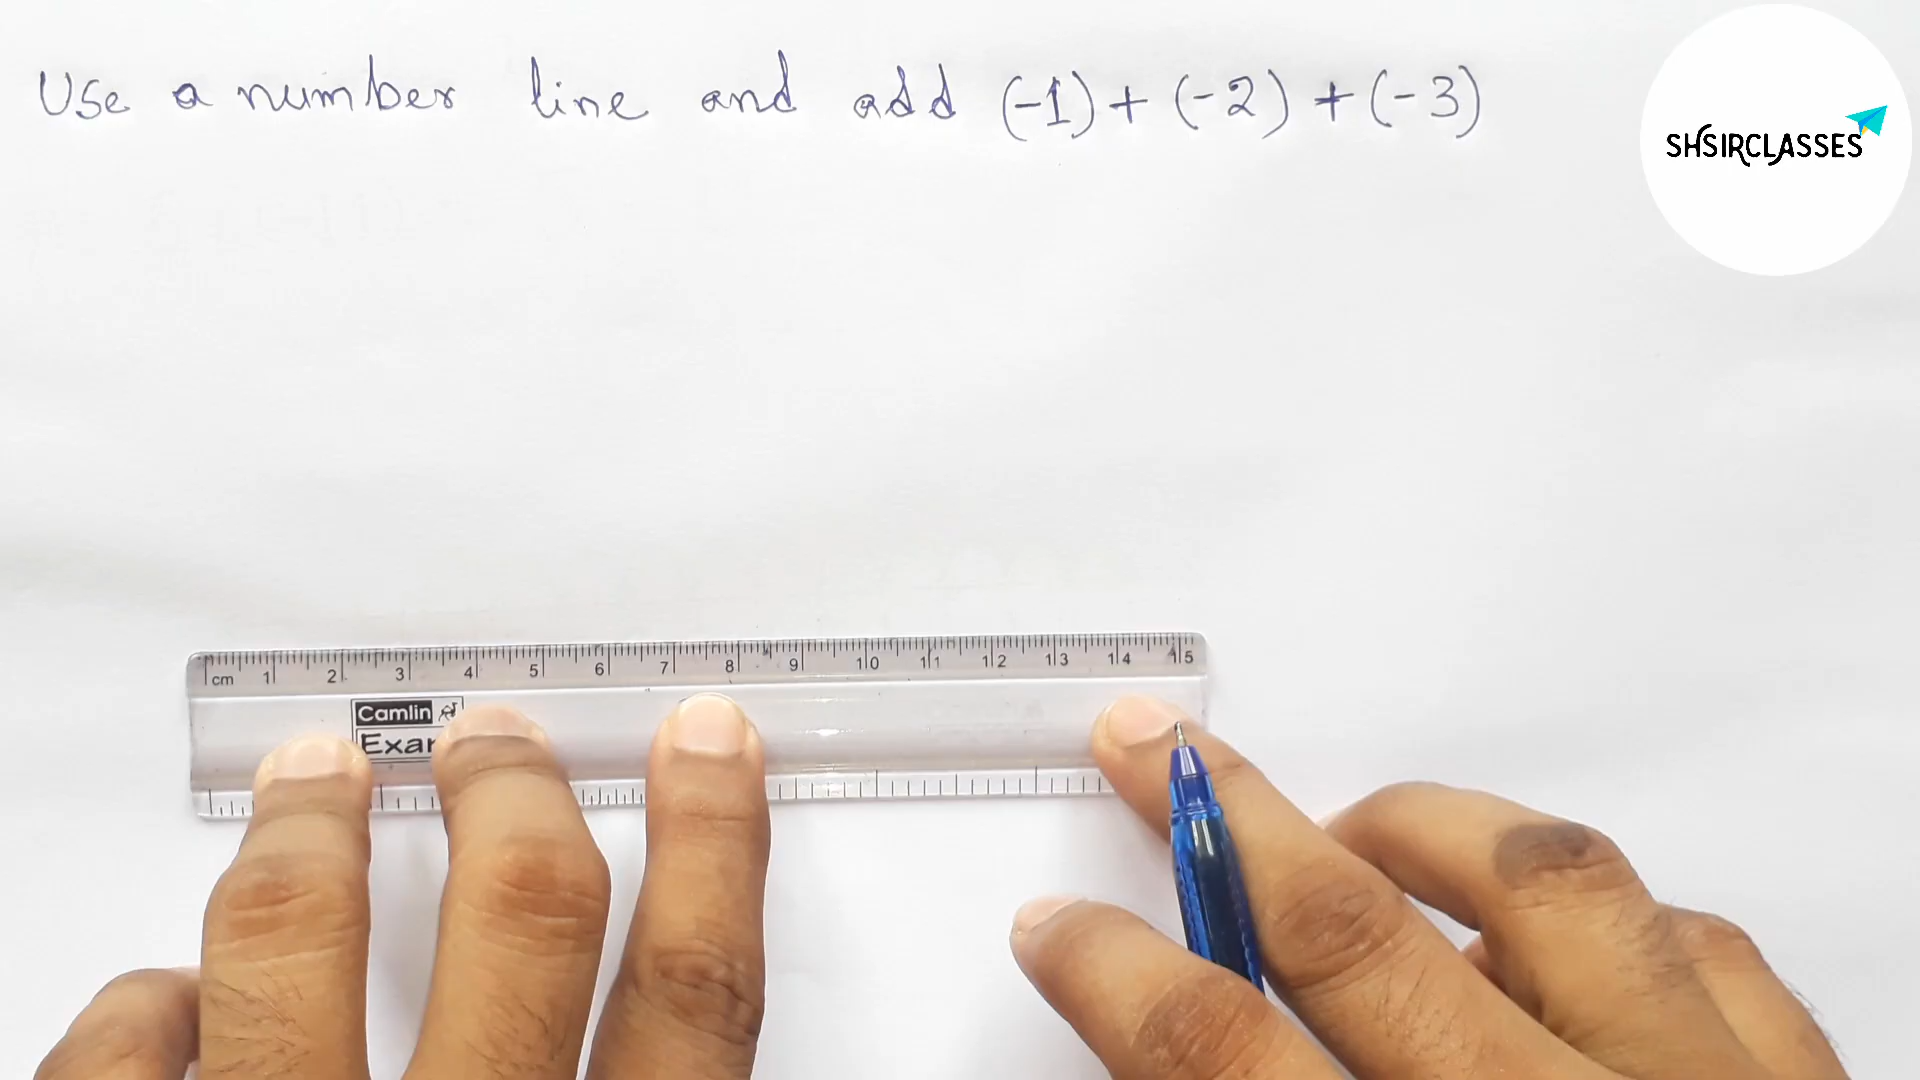 Use a number line and add (-1) + (-2) + (-3)
SHSIRCLASSES
cm 1 2 3 4 5 6 7 8 9 10 11 12 13 14 15
Camlin
Exam